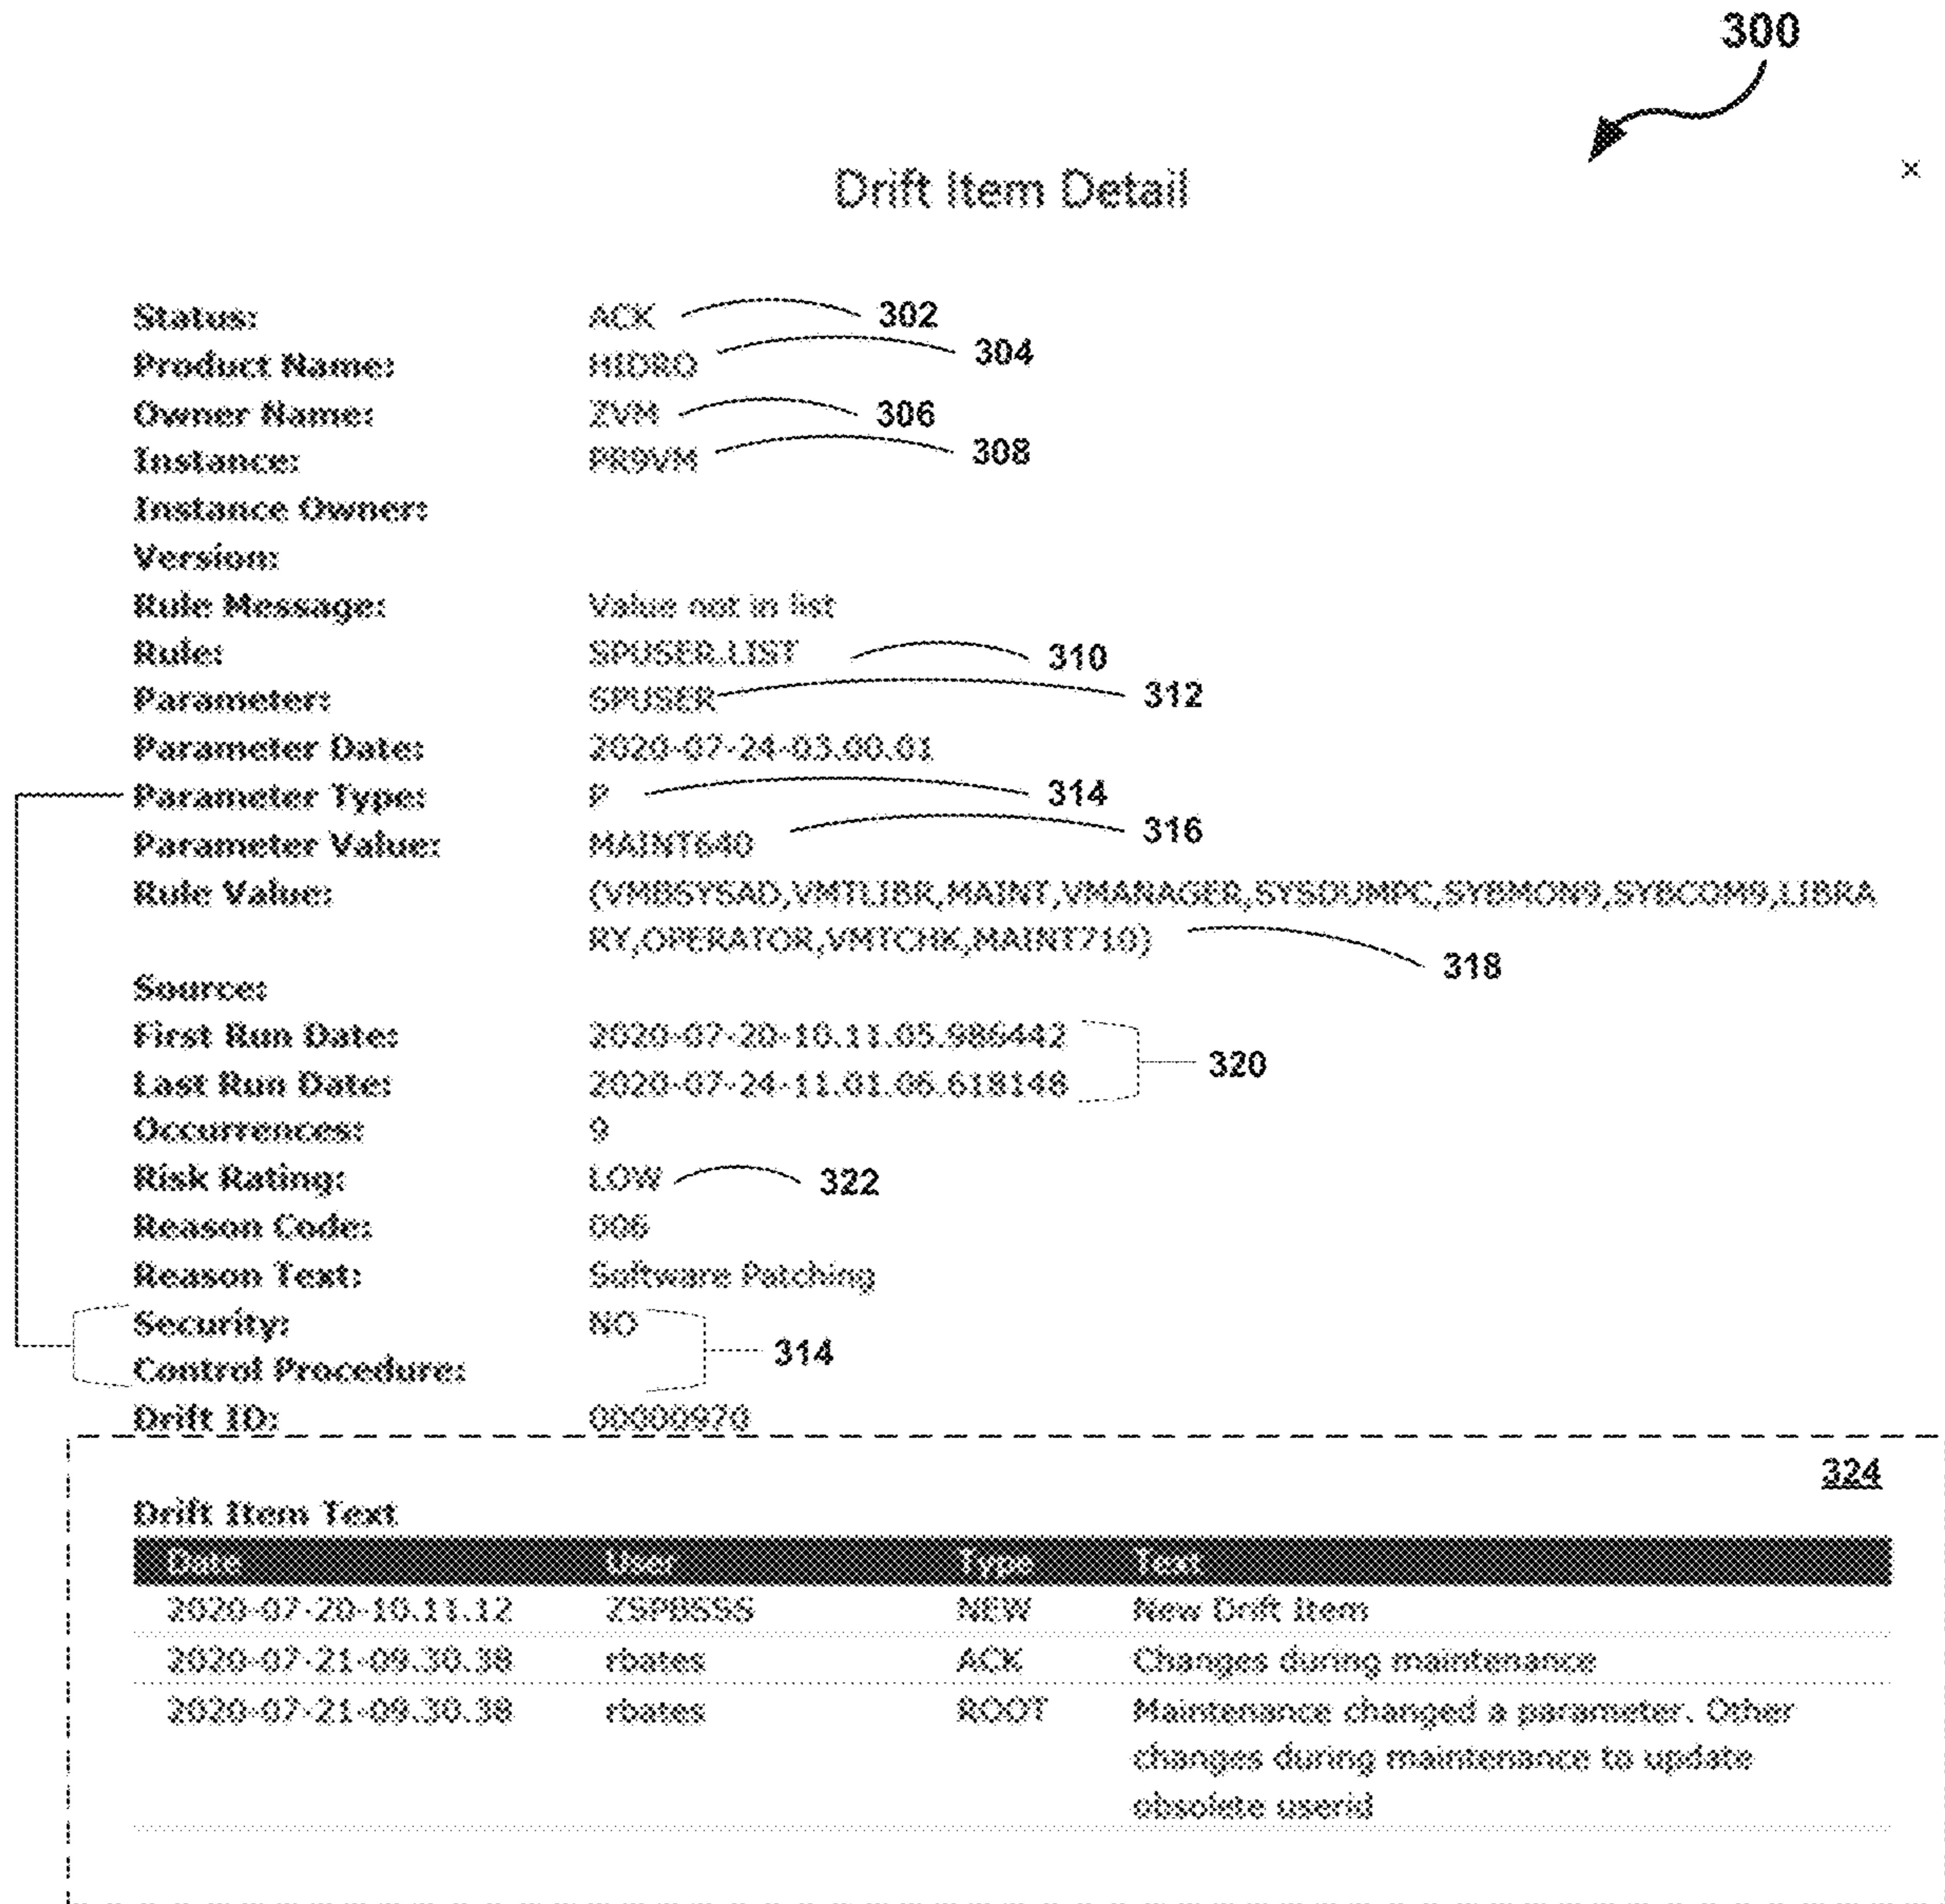 300
Drift Item Detail ×
Status: ACK 302
Product Name: HIDRO 304
Owner Name: ZVM 306
Instance: PR9VM 308
Instance Owner:
Version:
Rule Message: Value not in list
Rule: SPUSER.LIST 310
Parameter: SPUSER 312
Parameter Date: 2020-07-24-03.00.01
Parameter Type: P 314
Parameter Value: MAINT640 316
Rule Value: (VMBSYSAD,VMTLIBR,MAINT,VMANAGER,SYSDUMPC,SYBMON9,SYBCOM9,LIBRA
RY,OPERATOR,VMTCHK,MAINT710) 318
Source:
First Run Date: 2020-07-20-10.11.05.986442
320
Last Run Date: 2020-07-24-11.01.06.618148
Occurrences: 9
Risk Rating: LOW 322
Reason Code: 006
Reason Text: Software Patching
Security: NO
314
Control Procedure:
Drift ID: 00000970
324
Drift Item Text
Date User Type Text
2020-07-20-10.11.12 ZSPBSSS NEW New Drift Item
2020-07-21-09.30.38 rbates ACK Changes during maintenance
2020-07-21-09.30.38 rbates ROOT Maintenance changed a parameter. Other
changes during maintenance to update
obsolete userid